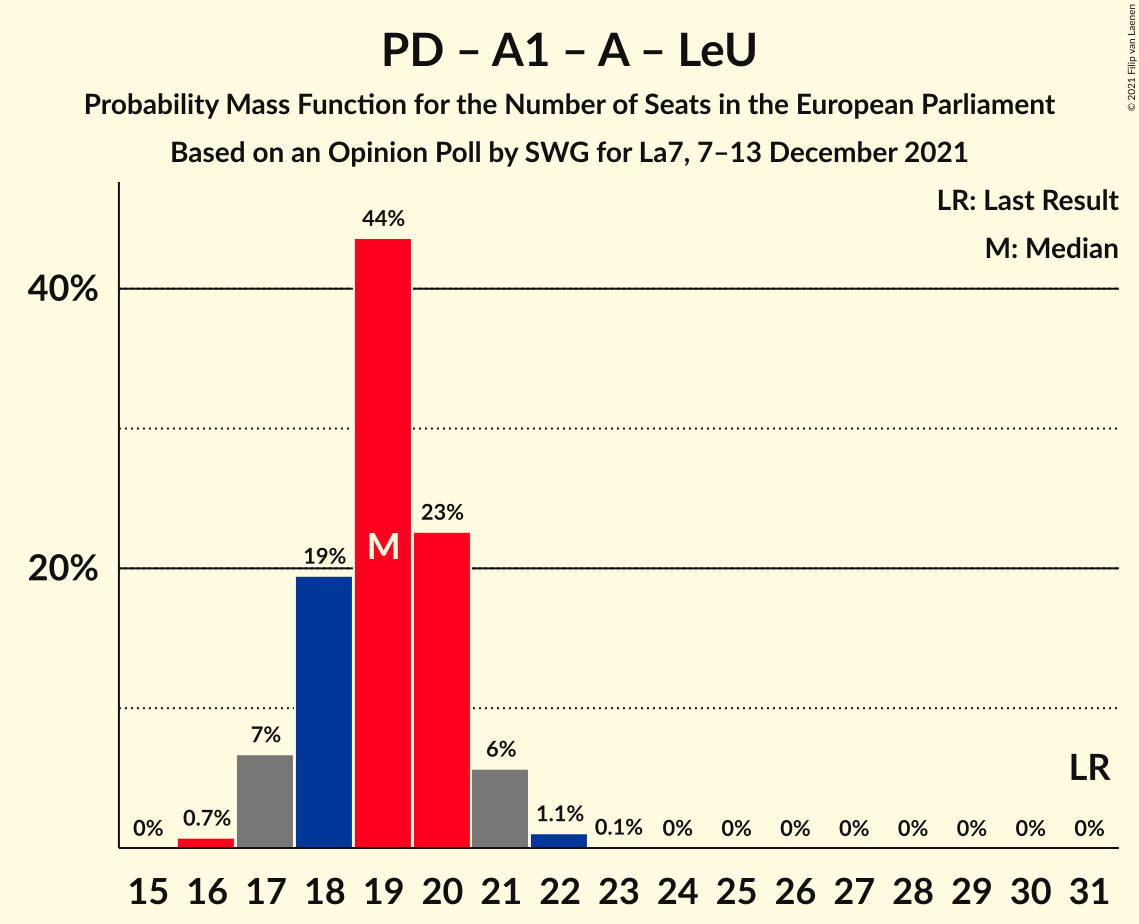 PD – A1 – A – LeU
Probability Mass Function for the Number of Seats in the European Parliament
Based on an Opinion Poll by SWG for La7, 7–13 December 2021
© 2021 Filip van Laenen
LR: Last Result
M: Median
40%
20%
0% 0.7% 7% 19% 44% 23% 6% 1.1% 0.1% 0% 0% 0% 0% 0% 0% 0% 0%
M
LR
15 16 17 18 19 20 21 22 23 24 25 26 27 28 29 30 31